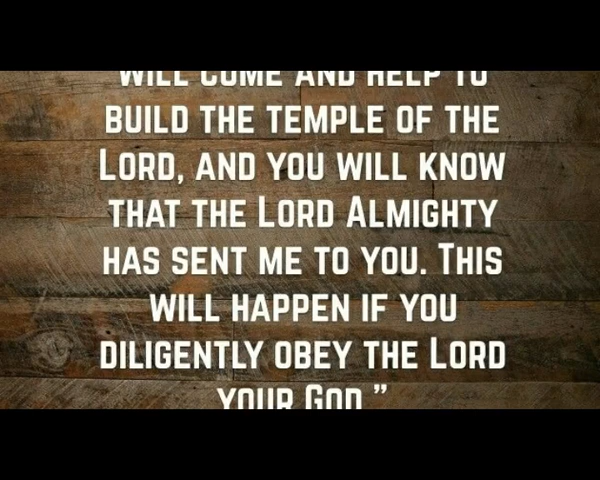 WILL COME AND HELP TO
BUILD THE TEMPLE OF THE
LORD, AND YOU WILL KNOW
THAT THE LORD ALMIGHTY
HAS SENT ME TO YOU. THIS
WILL HAPPEN IF YOU
DILIGENTLY OBEY THE LORD
YOUR GOD.”